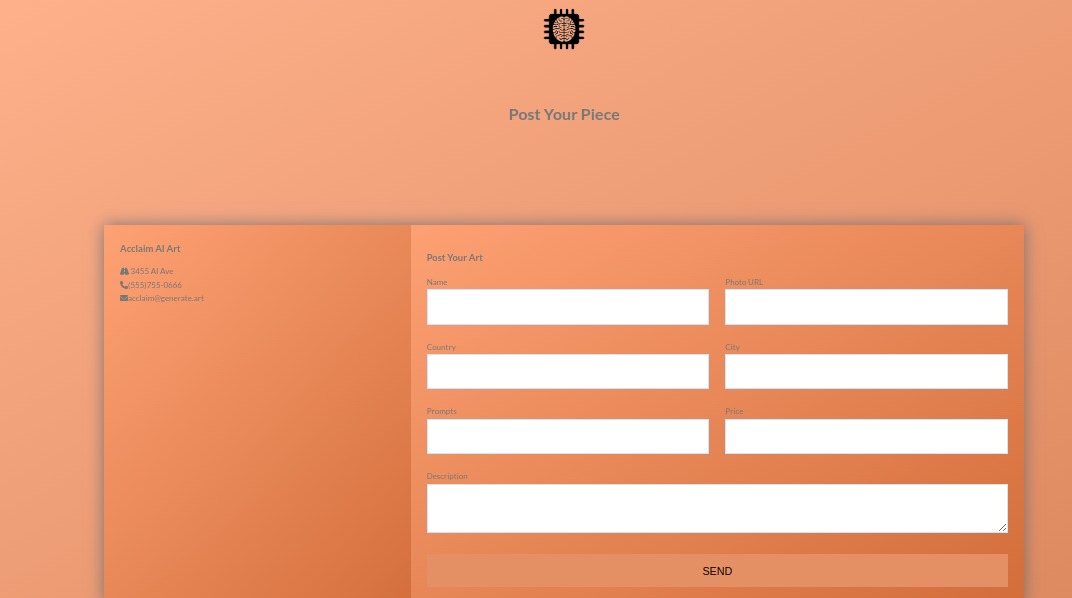 Post Your Piece
Acclaim AI Art
3455 AI Ave
(555)755-0666
acclaim@generate.art
Post Your Art
Name
Photo URL
Country
City
Prompts
Price
Description
SEND